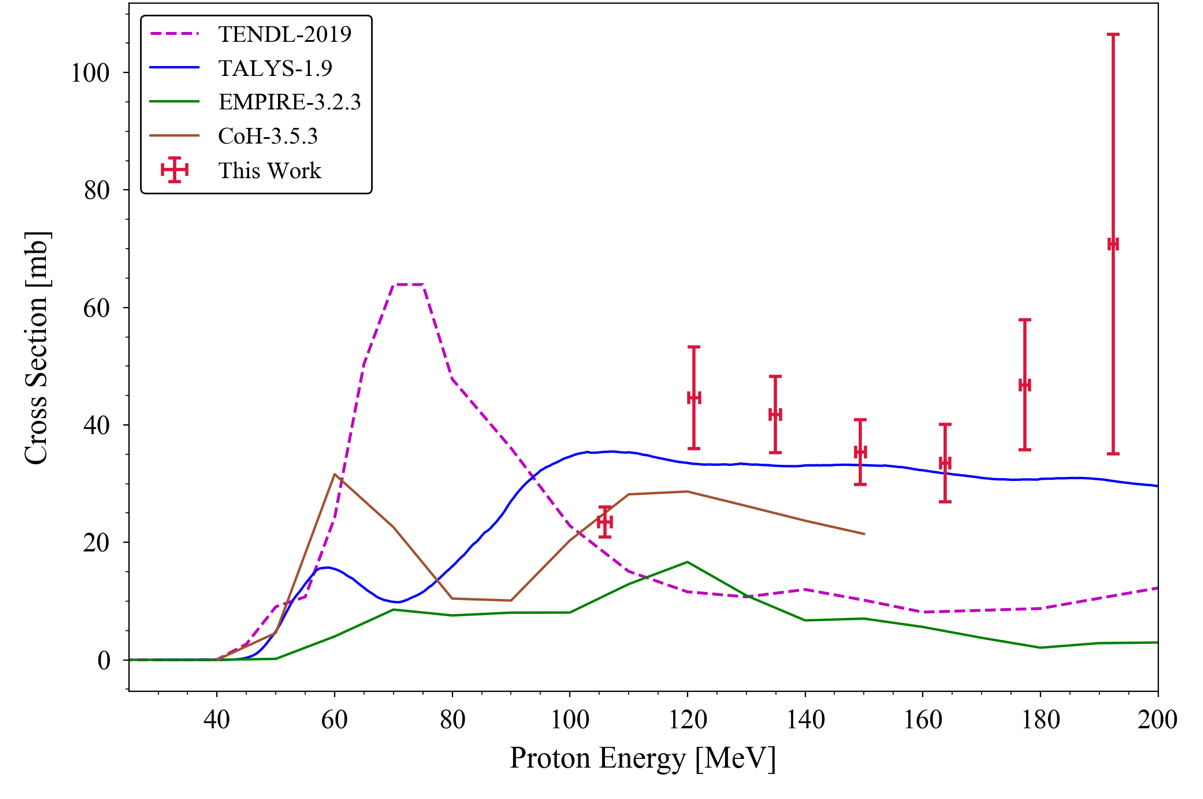 TENDL-2019
TALYS-1.9
EMPIRE-3.2.3
CoH-3.5.3
This Work
100
80
60
40
20
0
Cross Section [mb]
40 60 80 100 120 140 160 180 200
Proton Energy [MeV]